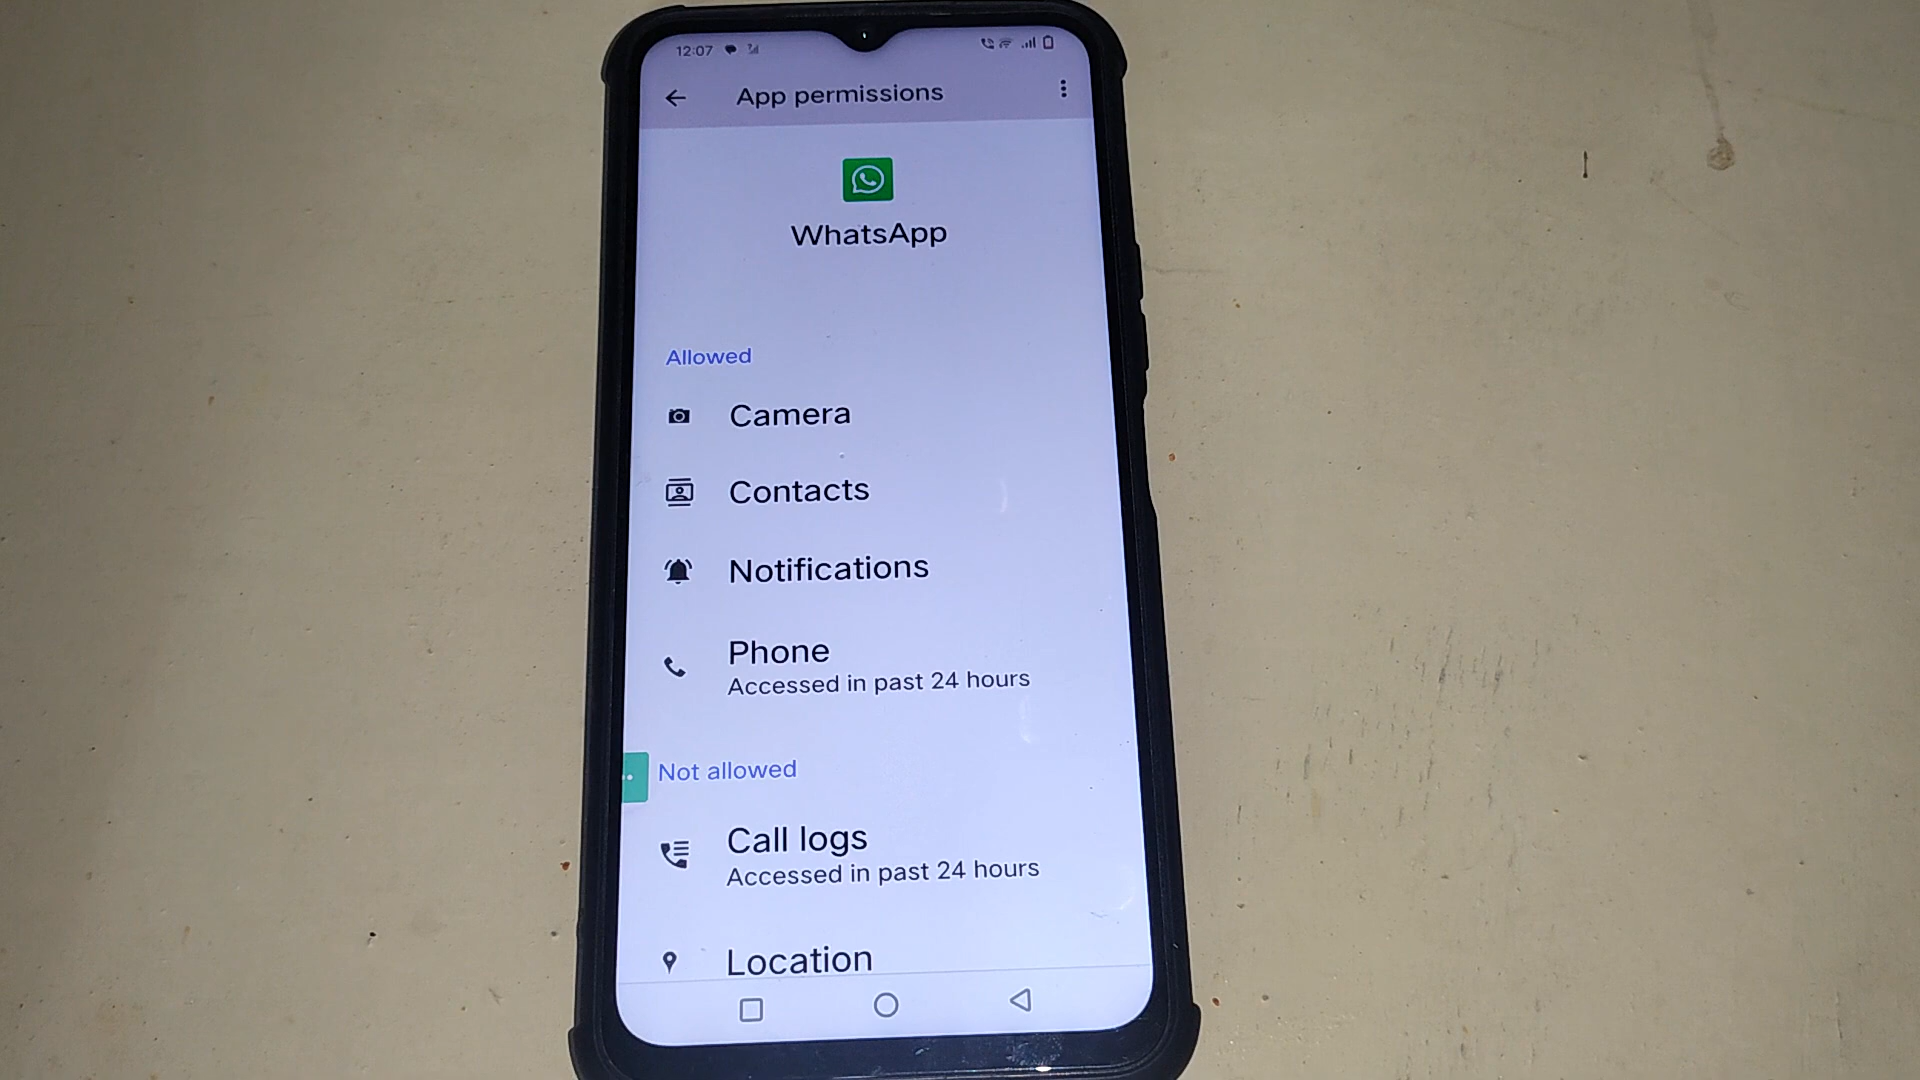 12:07
App permissions
WhatsApp
Allowed
Camera
Contacts
Notifications
Phone
Accessed in past 24 hours
Not allowed
Call logs
Accessed in past 24 hours
Location